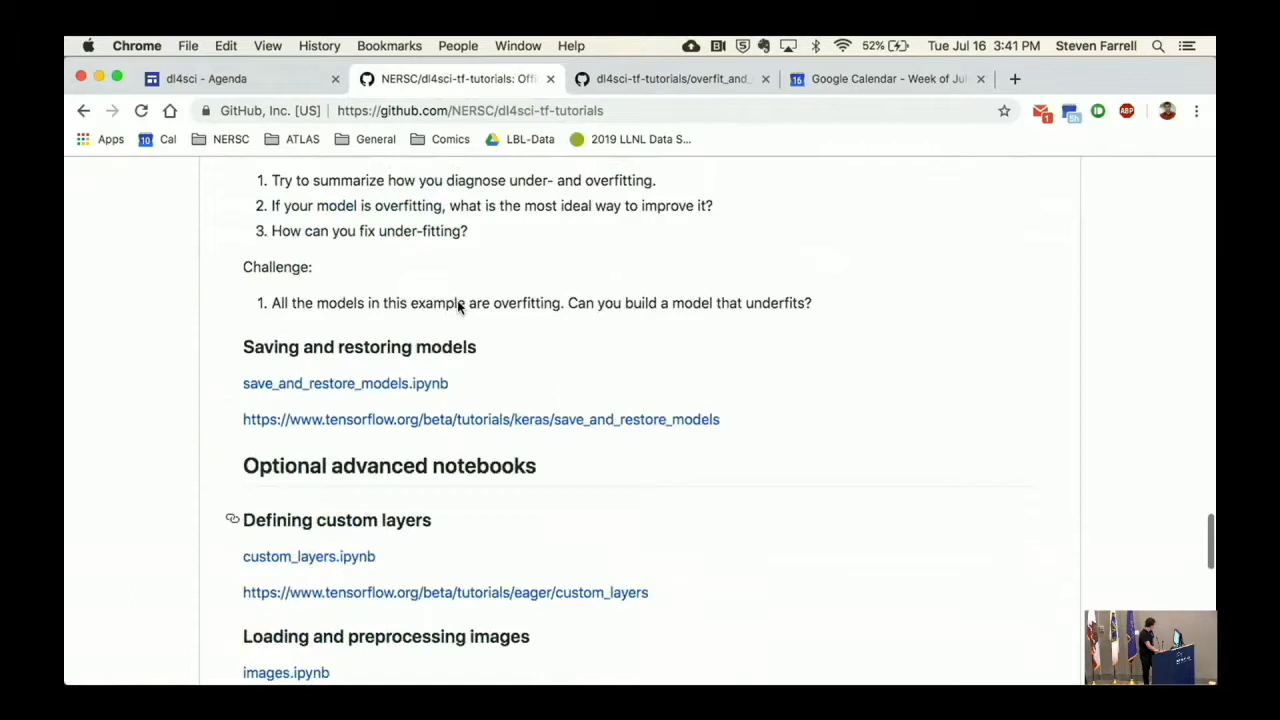 Chrome File Edit View History Bookmarks People Window Help 52% Tue Jul 16 3:41 PM Steven Farrell
dl4sci - Agenda NERSC/dl4sci-tf-tutorials: Offi dl4sci-tf-tutorials/overfit_and_ 16 Google Calendar - Week of Jul
GitHub, Inc. [US] https://github.com/NERSC/dl4sci-tf-tutorials 1 5h ABP
Apps 10 Cal NERSC ATLAS General Comics LBL-Data 2019 LLNL Data S...
1. Try to summarize how you diagnose under- and overfitting.
2. If your model is overfitting, what is the most ideal way to improve it?
3. How can you fix under-fitting?
Challenge:
1. All the models in this example are overfitting. Can you build a model that underfits?
Saving and restoring models
save_and_restore_models.ipynb
https://www.tensorflow.org/beta/tutorials/keras/save_and_restore_models
Optional advanced notebooks
Defining custom layers
custom_layers.ipynb
https://www.tensorflow.org/beta/tutorials/eager/custom_layers
Loading and preprocessing images
images.ipynb